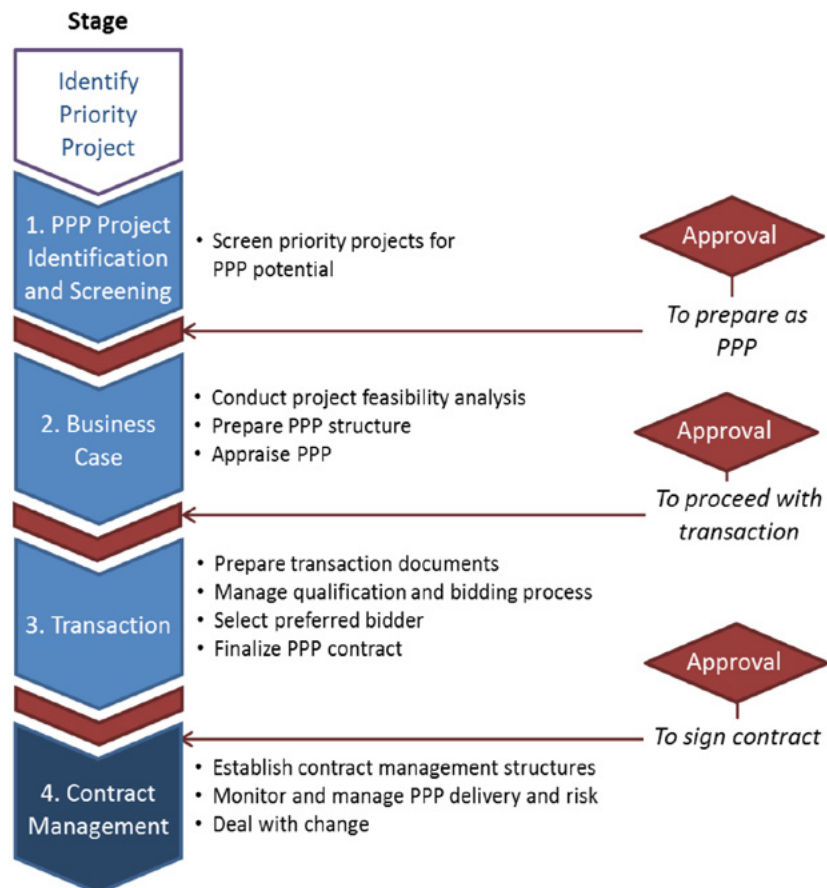 Stage
Identify
Priority
Project
1. PPP Project
Identification
and Screening
• Screen priority projects for
PPP potential
Approval
To prepare as
PPP
2. Business
Case
• Conduct project feasibility analysis
• Prepare PPP structure
• Appraise PPP
Approval
To proceed with
transaction
3. Transaction
• Prepare transaction documents
• Manage qualification and bidding process
• Select preferred bidder
• Finalize PPP contract
Approval
To sign contract
4. Contract
Management
• Establish contract management structures
• Monitor and manage PPP delivery and risk
• Deal with change